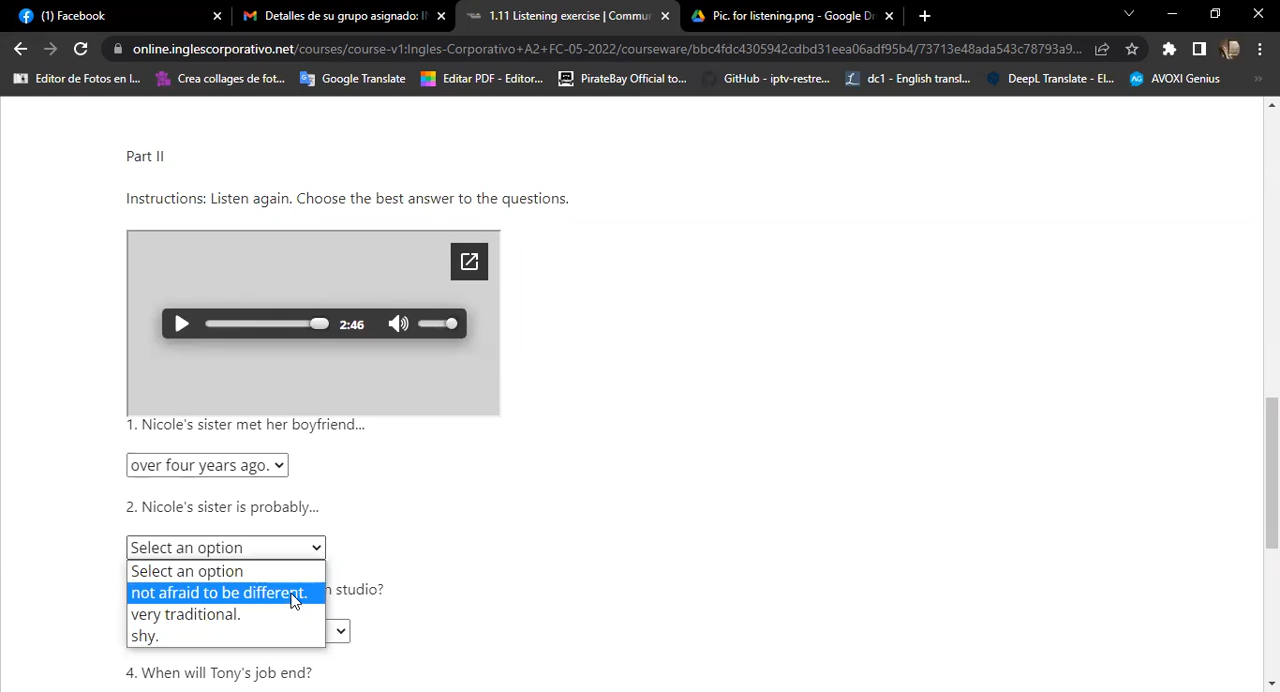 (1) Facebook
Detalles de su grupo asignado: I
1.11 Listening exercise | Commu
Pic. for listening.png - Google D
online.inglescorporativo.net/courses/course-v1:Ingles-Corporativo+A2+FC-05-2022/courseware/bbc4fdc4305942cdbd31eea06adf95b4/73713e48ada543c78793a9...
Editor de Fotos en l...
Crea collages de fot...
Google Translate
Editar PDF - Editor...
PirateBay Official to...
GitHub - iptv-restre...
dc1 - English transl...
DeepL Translate - El...
AVOXI Genius
Part II
Instructions: Listen again. Choose the best answer to the questions.
2:46
1. Nicole's sister met her boyfriend...
over four years ago.
2. Nicole's sister is probably...
Select an option
Select an option
not afraid to be different.
m studio?
very traditional.
shy.
4. When will Tony's job end?